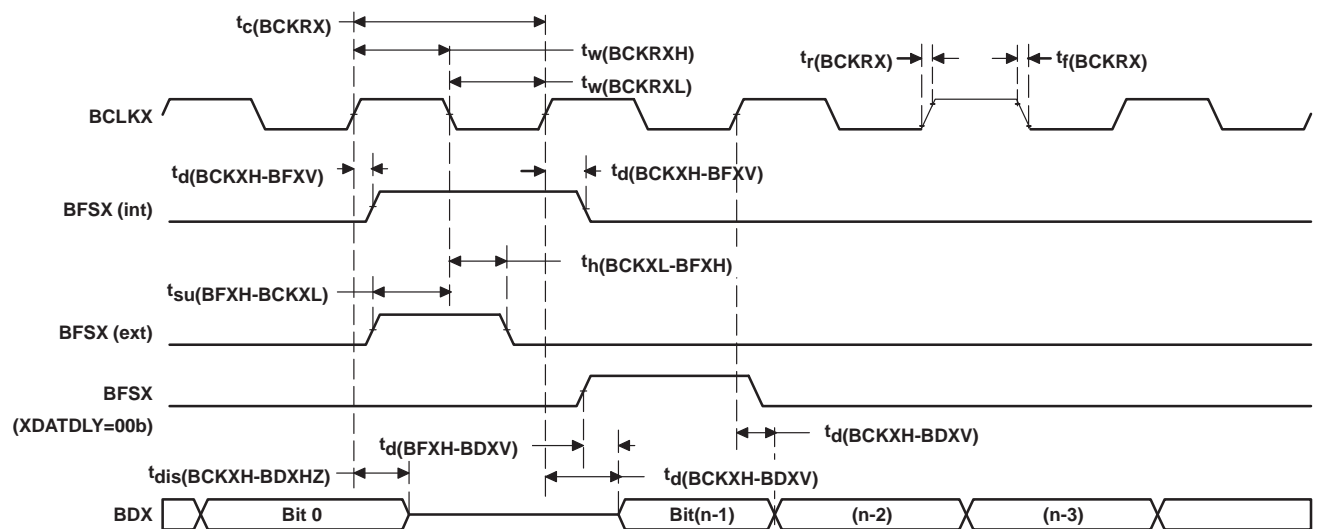 tc(BCKRX)
tw(BCKRXH)
tr(BCKRX)
tf(BCKRX)
tw(BCKRXL)
BCLKX
td(BCKXH-BFXV)
td(BCKXH-BFXV)
BFSX (int)
th(BCKXL-BFXH)
tsu(BFXH-BCKXL)
BFSX (ext)
BFSX
(XDATDLY=00b)
td(BFXH-BDXV)
td(BCKXH-BDXV)
tdis(BCKXH-BDXHZ)
td(BCKXH-BDXV)
BDX
Bit 0
Bit(n-1)
(n-2)
(n-3)